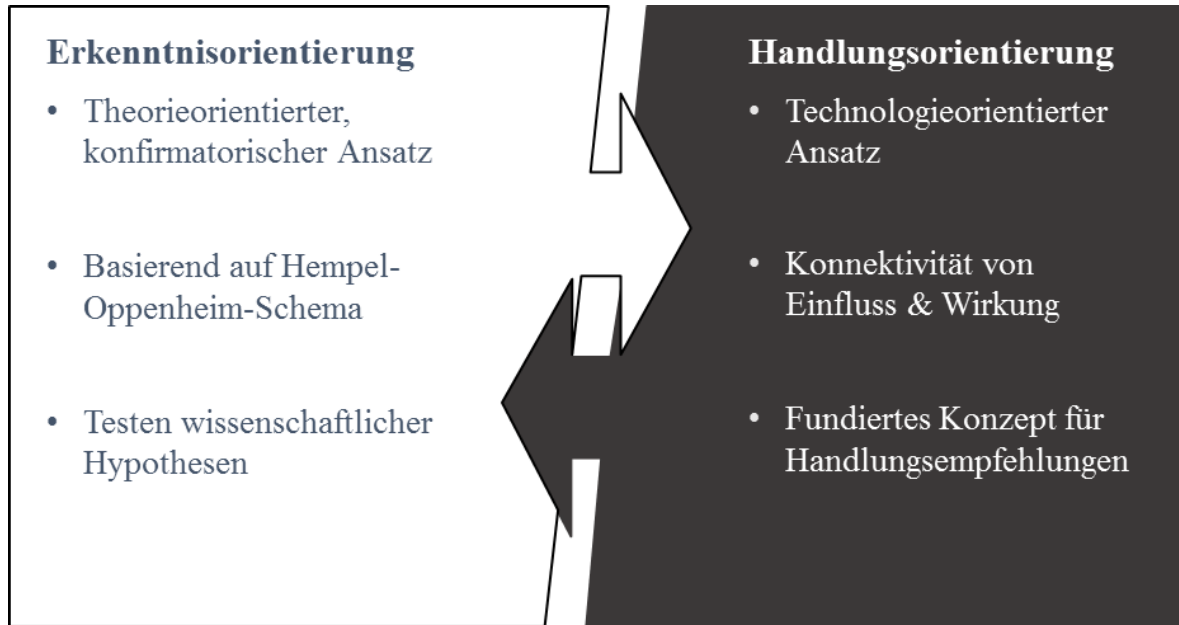 Erkenntnisorientierung
• Theorieorientierter,
konfirmatorischer Ansatz
• Basierend auf Hempel-
Oppenheim-Schema
• Testen wissenschaftlicher
Hypothesen
Handlungsorientierung
• Technologieorientierter
Ansatz
• Konnektivität von
Einfluss & Wirkung
• Fundiertes Konzept für
Handlungsempfehlungen